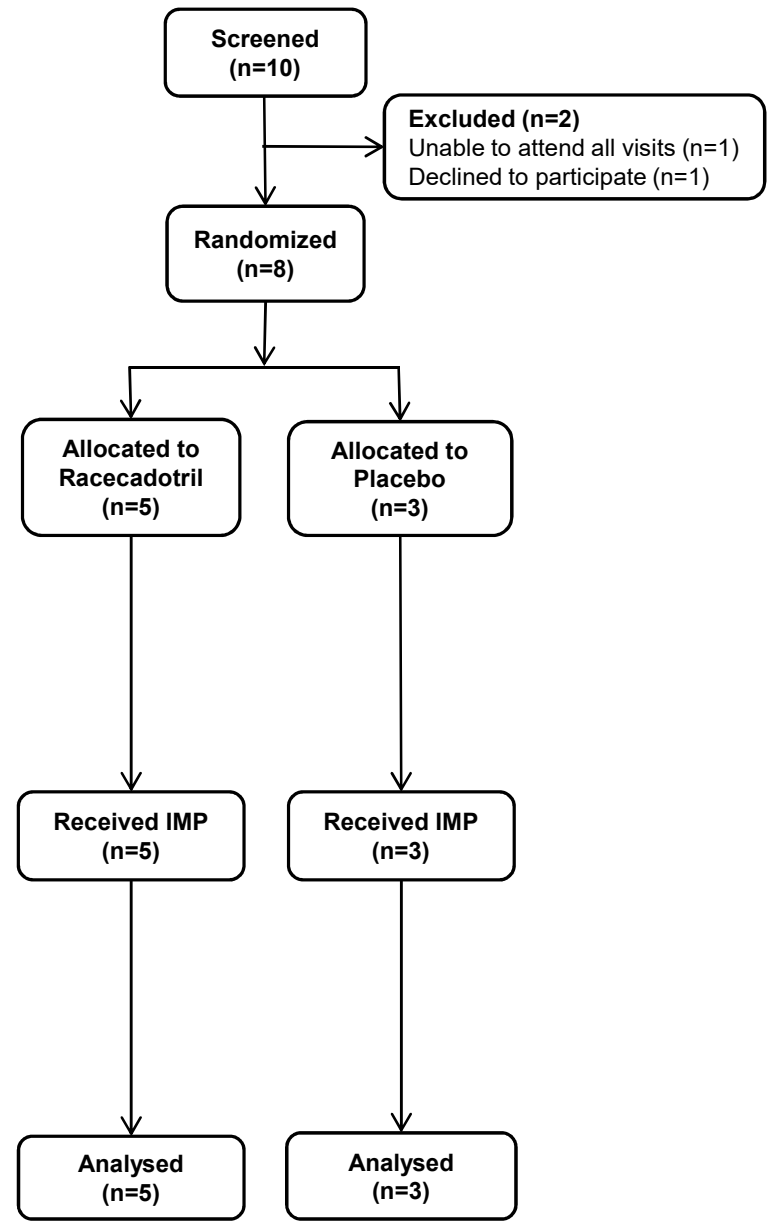 Screened
(n=10)
Excluded (n=2)
Unable to attend all visits (n=1)
Declined to participate (n=1)
Randomized
(n=8)
Allocated to
Racecadotril
(n=5)
Allocated to
Placebo
(n=3)
Received IMP
(n=5)
Received IMP
(n=3)
Analysed
(n=5)
Analysed
(n=3)